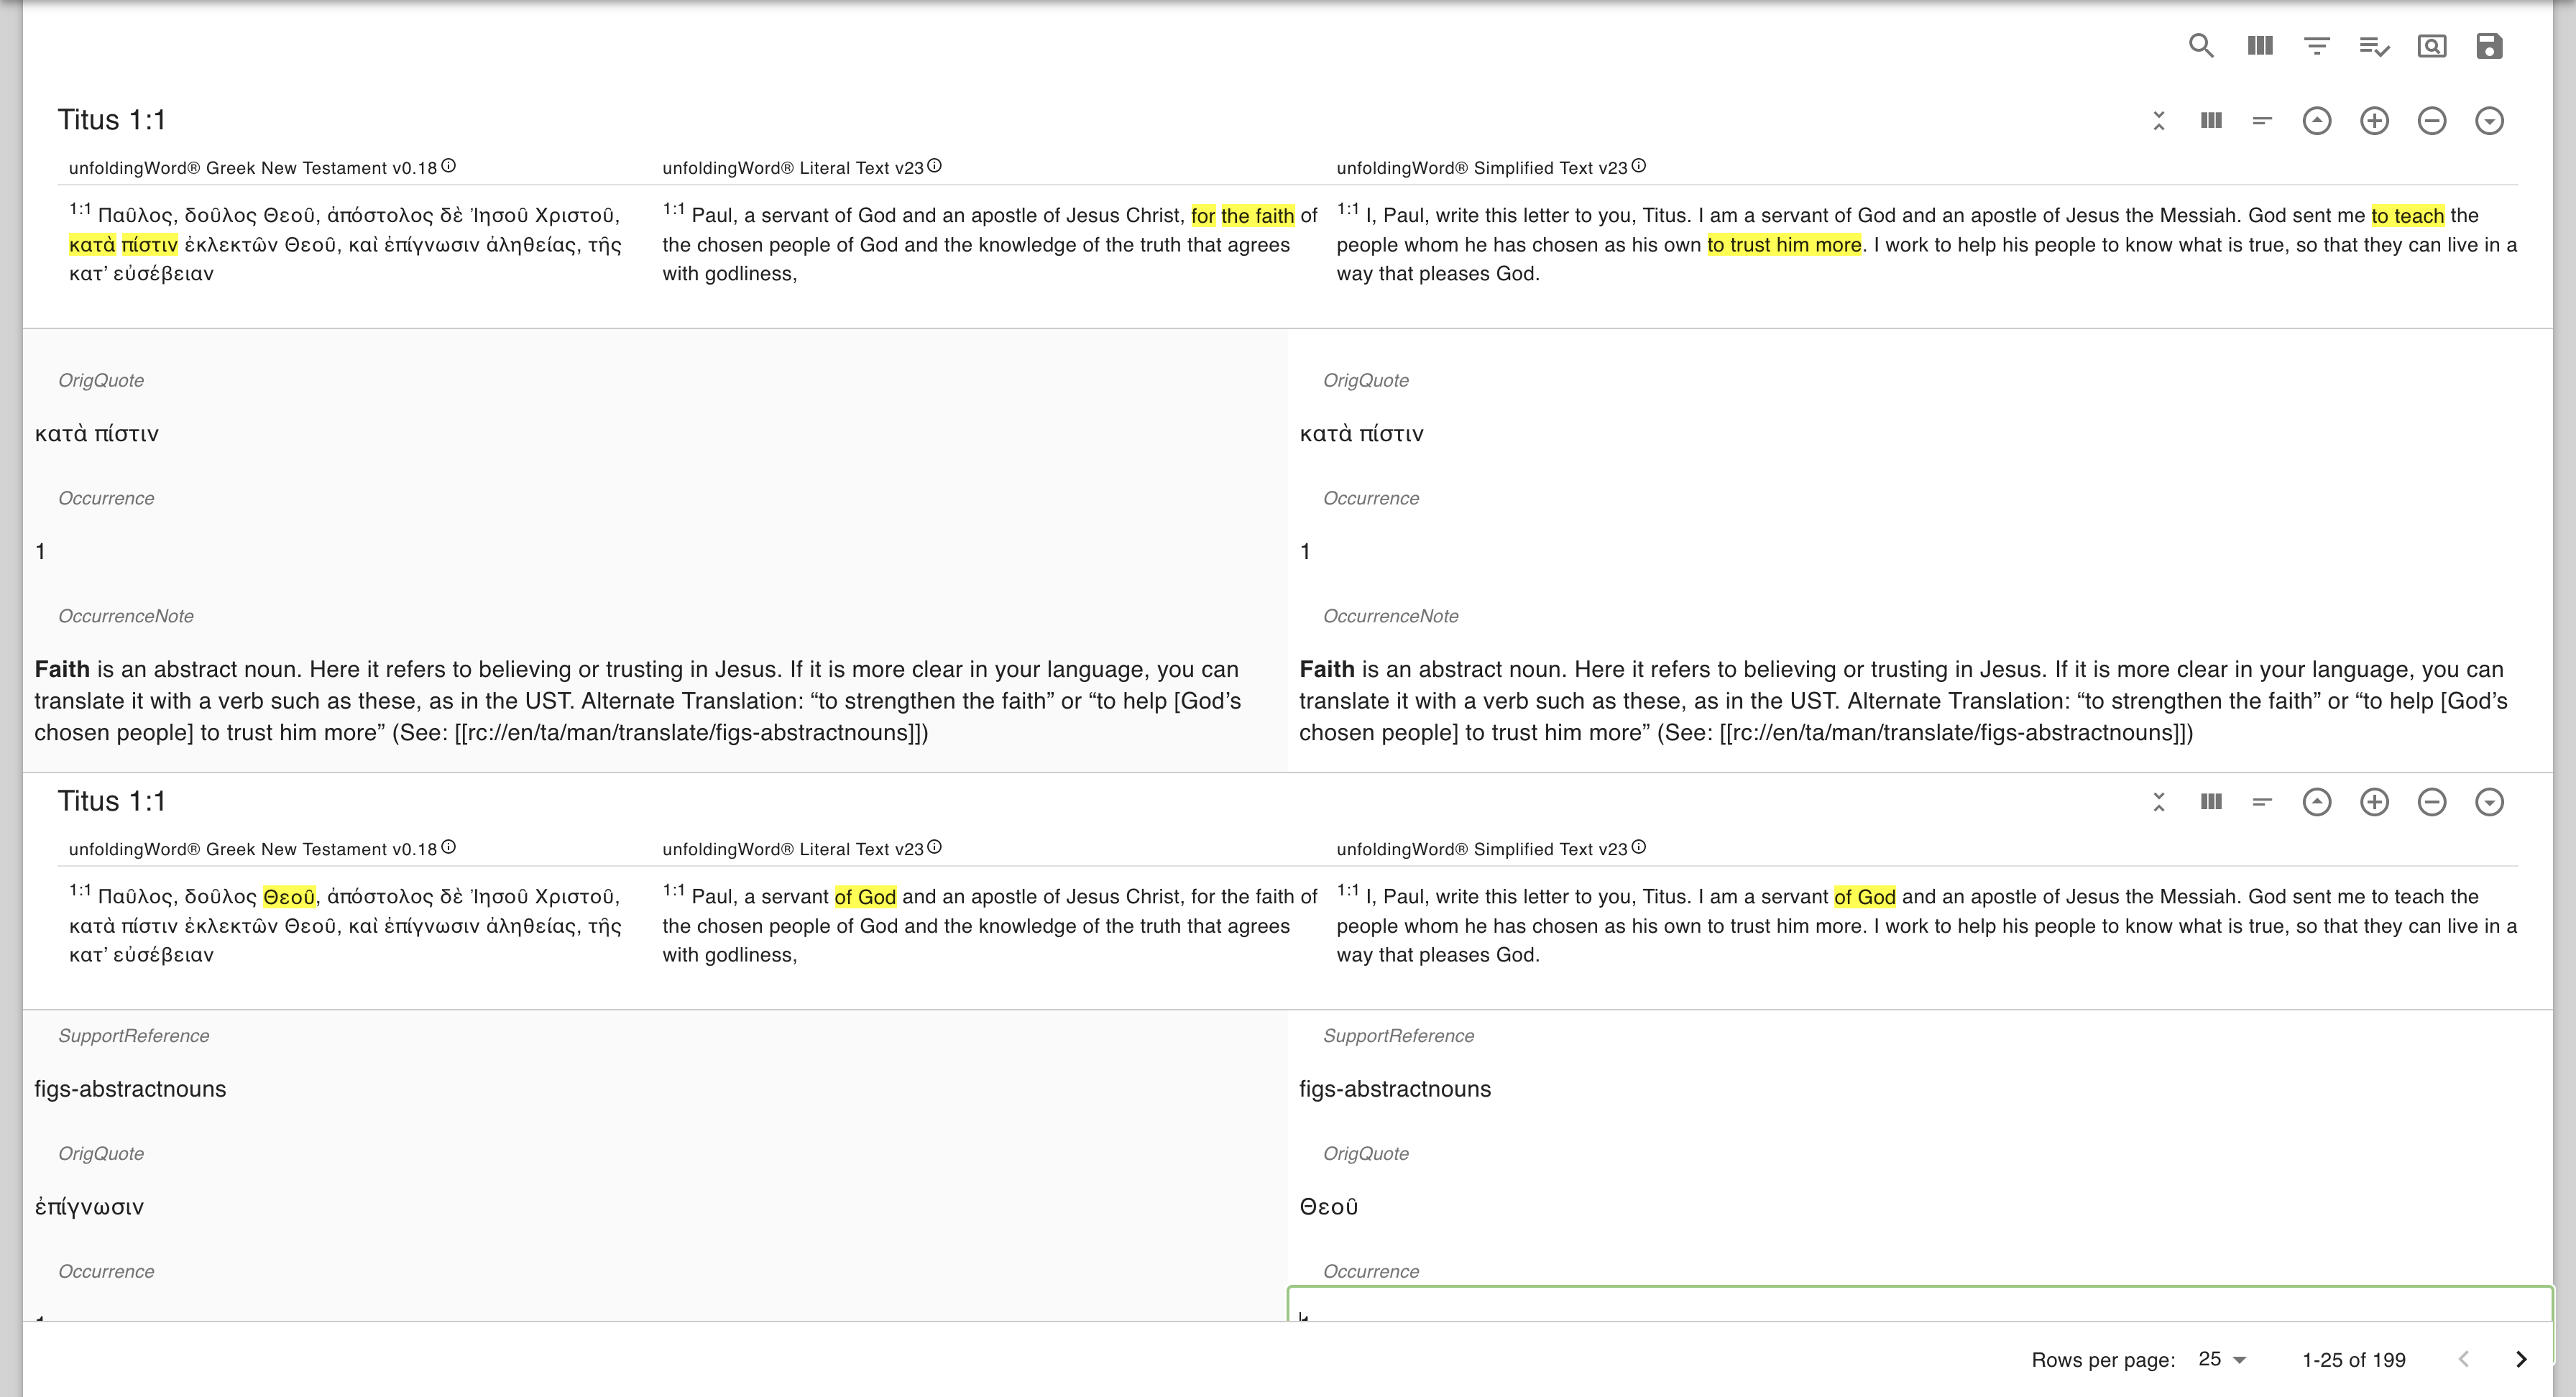 Titus 1:1
unfoldingWord® Greek New Testament v0.18
unfoldingWord® Literal Text v23
unfoldingWord® Simplified Text v23
1:1 Παῦλος, δοῦλος Θεοῦ, ἀπόστολος δὲ Ἰησοῦ Χριστοῦ,
κατὰ πίστιν ἐκλεκτῶν Θεοῦ, καὶ ἐπίγνωσιν ἀληθείας, τῆς
κατ’ εὐσέβειαν
1:1 Paul, a servant of God and an apostle of Jesus Christ, for the faith of
the chosen people of God and the knowledge of the truth that agrees
with godliness,
1:1 I, Paul, write this letter to you, Titus. I am a servant of God and an apostle of Jesus the Messiah. God sent me to teach the
people whom he has chosen as his own to trust him more. I work to help his people to know what is true, so that they can live in a
way that pleases God.
OrigQuote
κατὰ πίστιν
Occurrence
1
OccurrenceNote
Faith is an abstract noun. Here it refers to believing or trusting in Jesus. If it is more clear in your language, you can
translate it with a verb such as these, as in the UST. Alternate Translation: “to strengthen the faith” or “to help [God’s
chosen people] to trust him more” (See: [[rc://en/ta/man/translate/figs-abstractnouns]])
OrigQuote
κατὰ πίστιν
Occurrence
1
OccurrenceNote
Faith is an abstract noun. Here it refers to believing or trusting in Jesus. If it is more clear in your language, you can
translate it with a verb such as these, as in the UST. Alternate Translation: “to strengthen the faith” or “to help [God’s
chosen people] to trust him more” (See: [[rc://en/ta/man/translate/figs-abstractnouns]])
Titus 1:1
unfoldingWord® Greek New Testament v0.18
unfoldingWord® Literal Text v23
unfoldingWord® Simplified Text v23
1:1 Παῦλος, δοῦλος Θεοῦ, ἀπόστολος δὲ Ἰησοῦ Χριστοῦ,
κατὰ πίστιν ἐκλεκτῶν Θεοῦ, καὶ ἐπίγνωσιν ἀληθείας, τῆς
κατ’ εὐσέβειαν
1:1 Paul, a servant of God and an apostle of Jesus Christ, for the faith of
the chosen people of God and the knowledge of the truth that agrees
with godliness,
1:1 I, Paul, write this letter to you, Titus. I am a servant of God and an apostle of Jesus the Messiah. God sent me to teach the
people whom he has chosen as his own to trust him more. I work to help his people to know what is true, so that they can live in a
way that pleases God.
SupportReference
figs-abstractnouns
OrigQuote
ἐπίγνωσιν
Occurrence
SupportReference
figs-abstractnouns
OrigQuote
Θεοῦ
Occurrence
Rows per page: 25 1-25 of 199